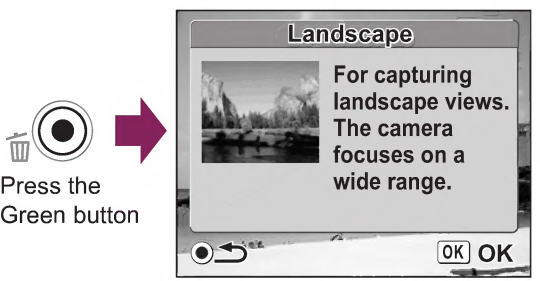 Landscape
For capturing
landscape views.
The camera
focuses on a
wide range.
Press the
Green button
OK OK